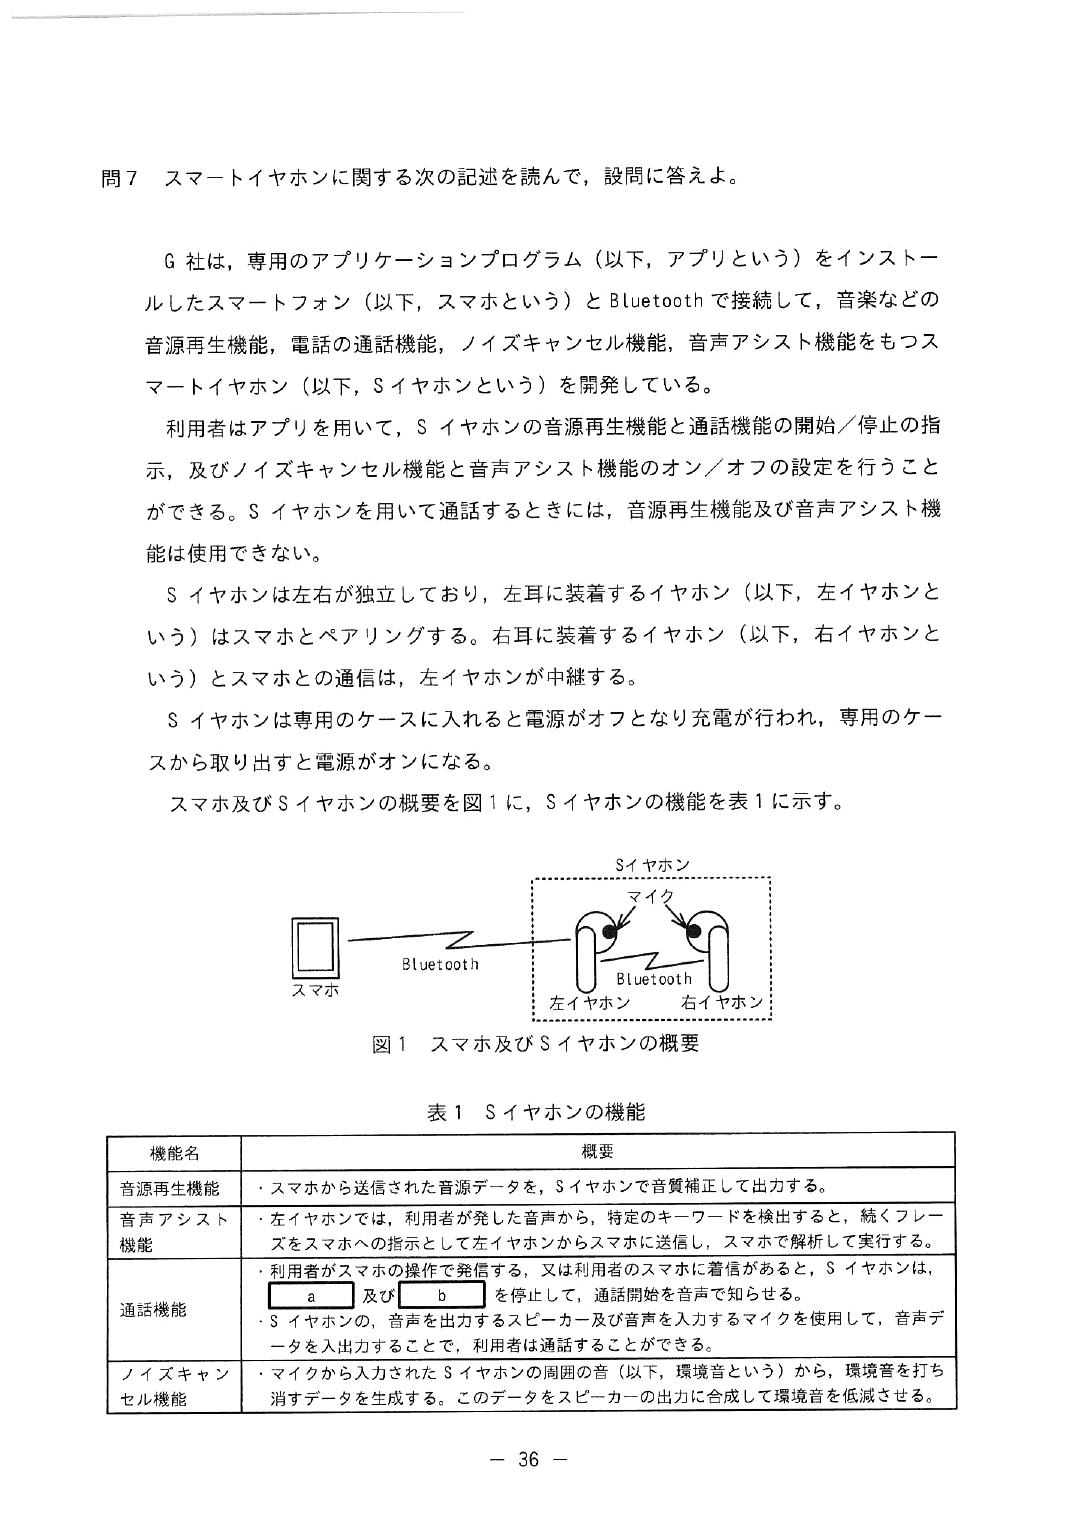 問7　スマートイヤホンに関する次の記述を読んで，設問に答えよ。
G 社は，専用のアプリケーションプログラム（以下，アプリという）をインストー
ルしたスマートフォン（以下，スマホという）と Bluetooth で接続して，音楽などの
音源再生機能，電話の通話機能，ノイズキャンセル機能，音声アシスト機能をもつス
マートイヤホン（以下，S イヤホンという）を開発している。
利用者はアプリを用いて，S イヤホンの音源再生機能と通話機能の開始／停止の指
示，及びノイズキャンセル機能と音声アシスト機能のオン／オフの設定を行うこと
ができる。S イヤホンを用いて通話するときには，音源再生機能及び音声アシスト機
能は使用できない。
S イヤホンは左右が独立しており，左耳に装着するイヤホン（以下，左イヤホンと
いう）はスマホとペアリングする。右耳に装着するイヤホン（以下，右イヤホンと
いう）とスマホとの通信は，左イヤホンが中継する。
S イヤホンは専用のケースに入れると電源がオフとなり充電が行われ，専用のケー
スから取り出すと電源がオンになる。
スマホ及び S イヤホンの概要を図 1 に，S イヤホンの機能を表 1 に示す。
Sイヤホン
マイク
Bluetooth
Bluetooth
スマホ
左イヤホン
右イヤホン
図 1　スマホ及び S イヤホンの概要
表 1　S イヤホンの機能
機能名
概要
音源再生機能
・スマホから送信された音源データを，S イヤホンで音質補正して出力する。
音声アシスト
機能
・左イヤホンでは，利用者が発した音声から，特定のキーワードを検出すると，続くフレー
ズをスマホへの指示として左イヤホンからスマホに送信し，スマホで解析して実行する。
通話機能
・利用者がスマホの操作で発信する，又は利用者のスマホに着信があると，S イヤホンは，
a 及び b を停止して，通話開始を音声で知らせる。
・S イヤホンの，音声を出力するスピーカー及び音声を入力するマイクを使用して，音声デ
ータを入出力することで，利用者は通話することができる。
ノイズキャン
セル機能
・マイクから入力された S イヤホンの周囲の音（以下，環境音という）から，環境音を打ち
消すデータを生成する。このデータをスピーカーの出力に合成して環境音を低減させる。
— 36 —